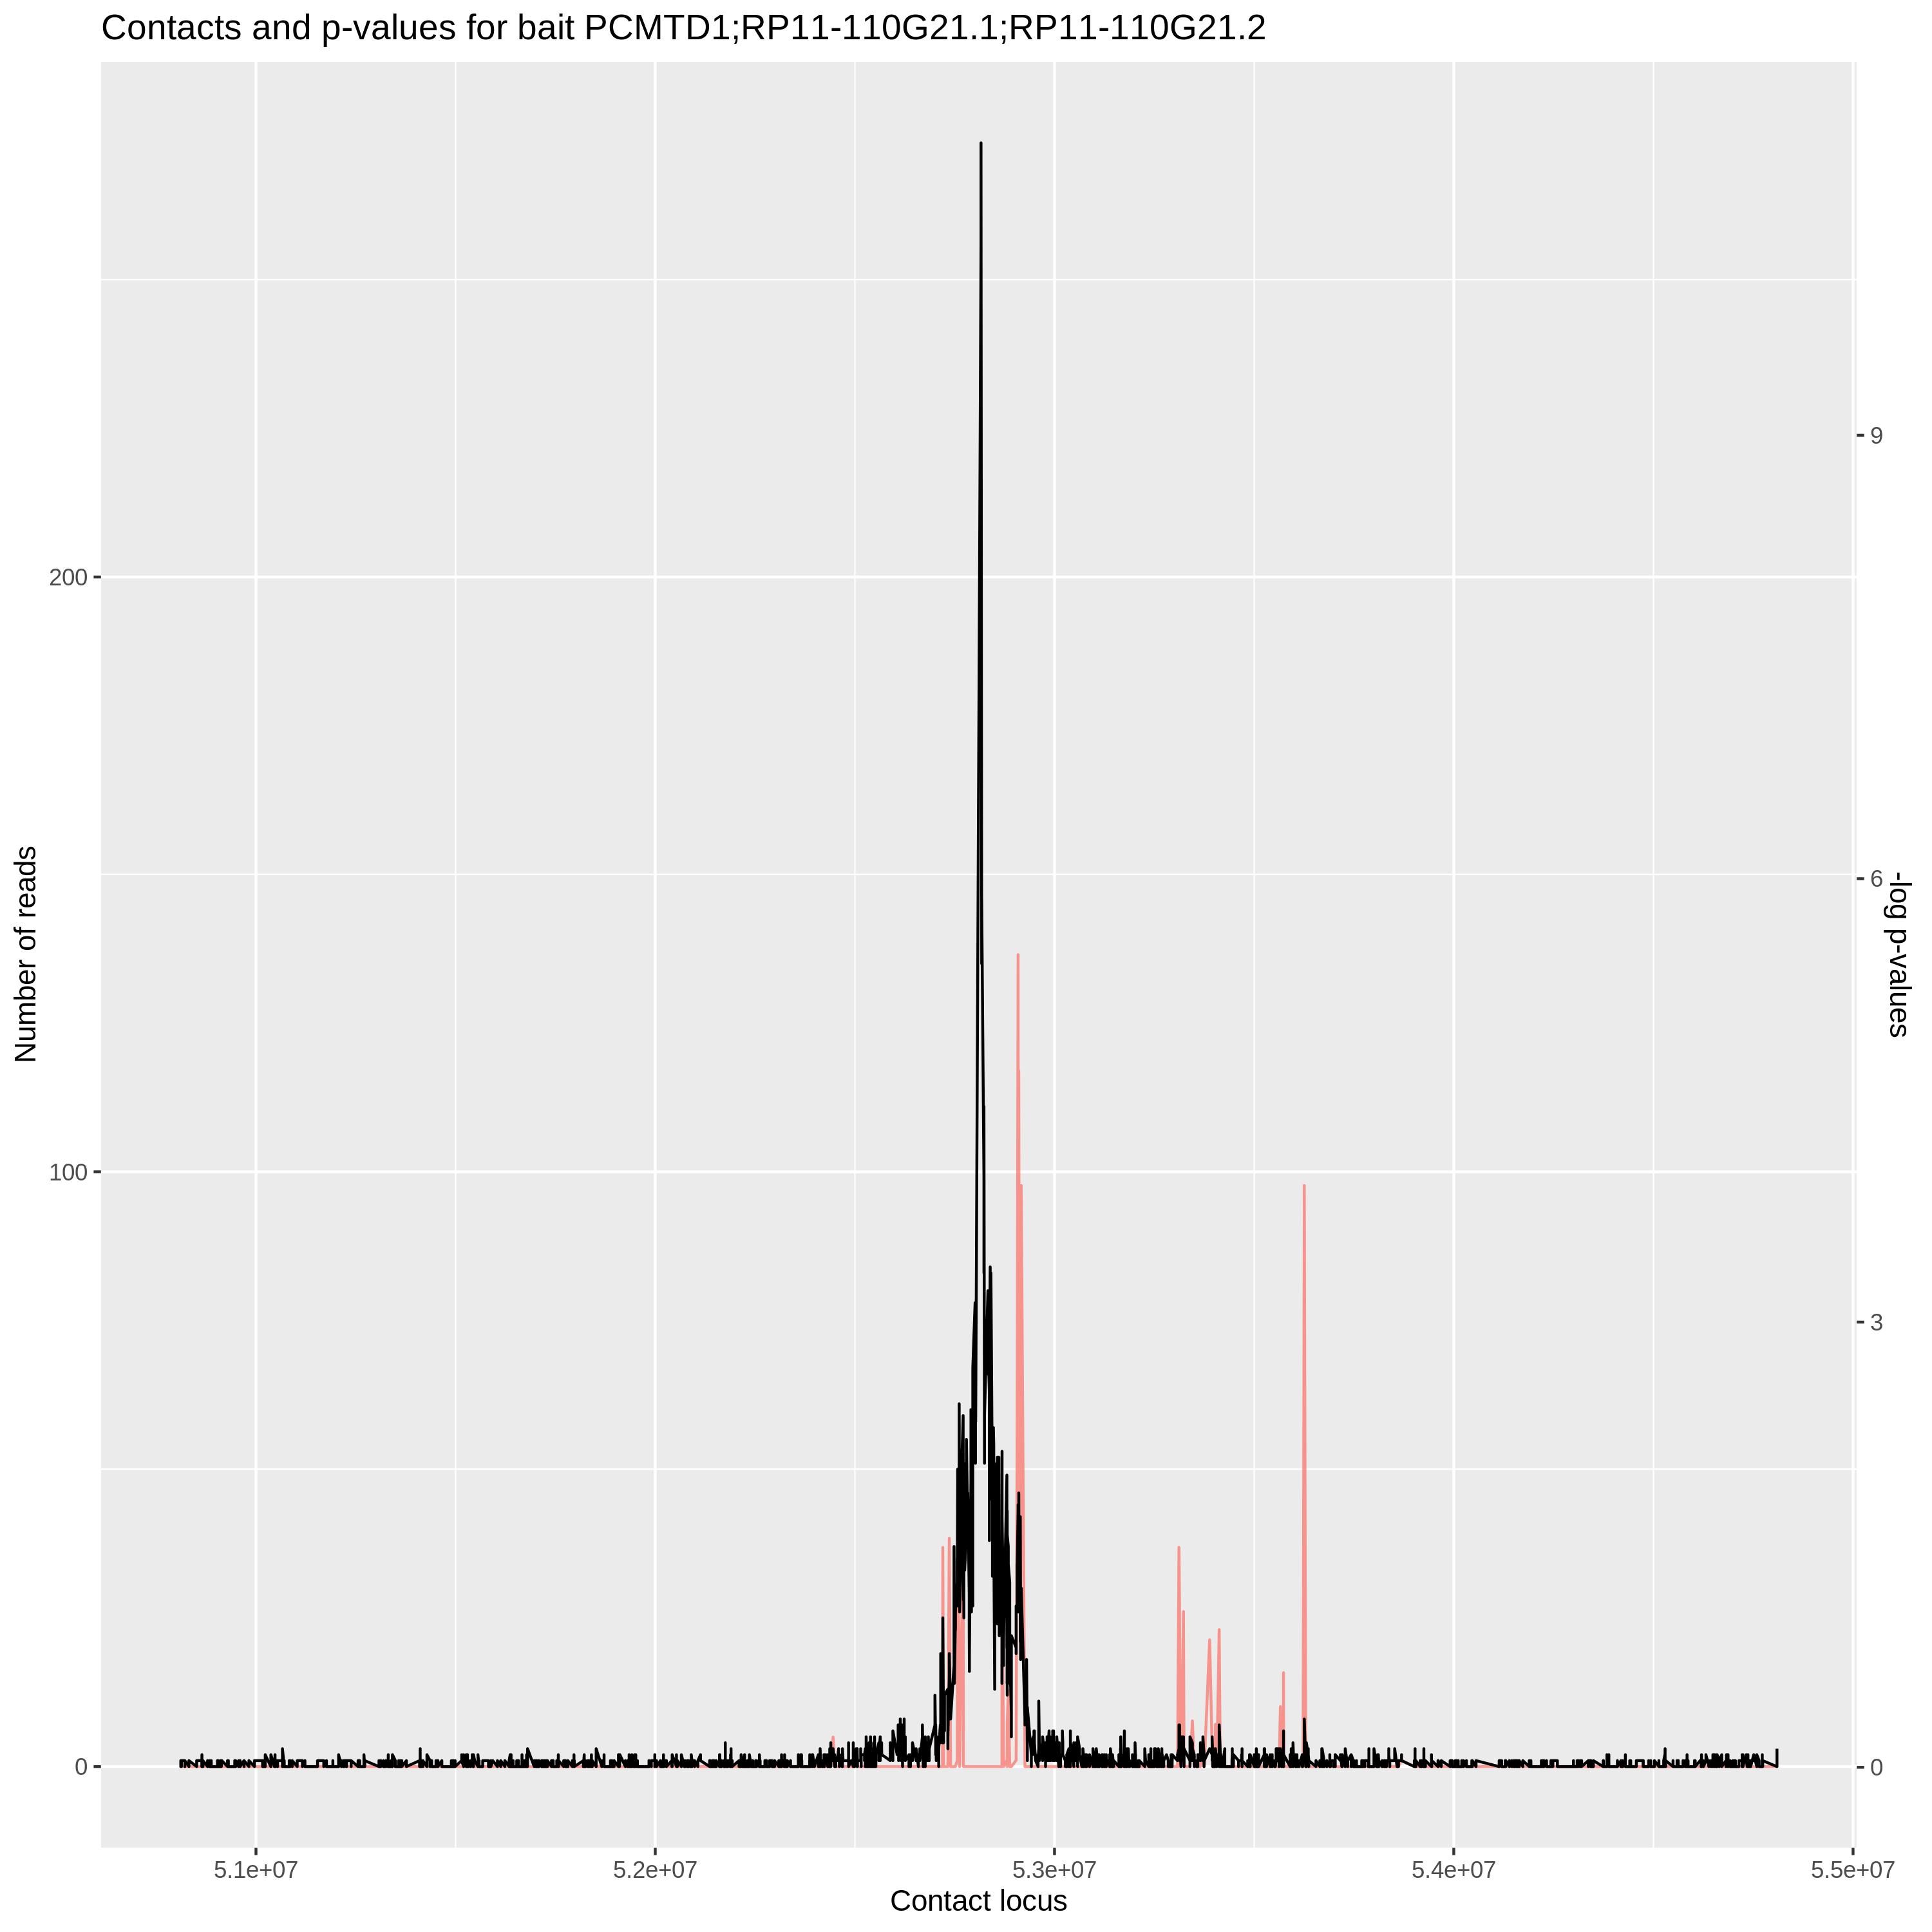 Contacts and p-values for bait PCMTD1;RP11-110G21.1;RP11-110G21.2
Number of reads
200
100
0
9
6
3
0
-log p-values
5.1e+07
5.2e+07
5.3e+07
5.4e+07
5.5e+07
Contact locus